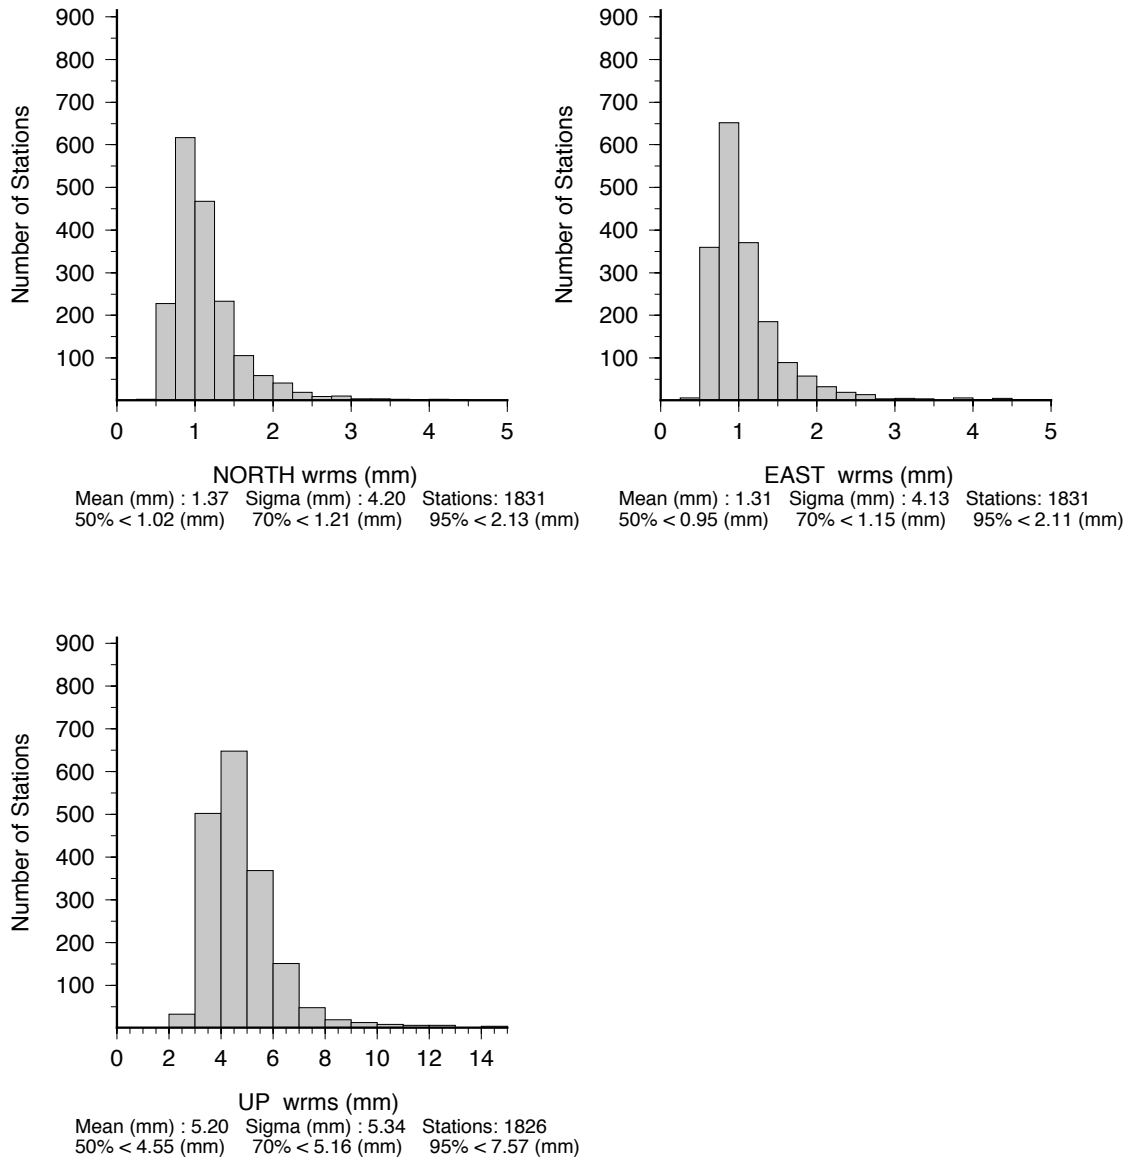 900
800
700
600
500
400
300
200
100
Number of Stations
0 1 2 3 4 5
NORTH wrms (mm)
Mean (mm) : 1.37 Sigma (mm) : 4.20 Stations: 1831
50% < 1.02 (mm) 70% < 1.21 (mm) 95% < 2.13 (mm)
900
800
700
600
500
400
300
200
100
Number of Stations
0 1 2 3 4 5
EAST wrms (mm)
Mean (mm) : 1.31 Sigma (mm) : 4.13 Stations: 1831
50% < 0.95 (mm) 70% < 1.15 (mm) 95% < 2.11 (mm)
900
800
700
600
500
400
300
200
100
Number of Stations
0 2 4 6 8 10 12 14
UP wrms (mm)
Mean (mm) : 5.20 Sigma (mm) : 5.34 Stations: 1826
50% < 4.55 (mm) 70% < 5.16 (mm) 95% < 7.57 (mm)